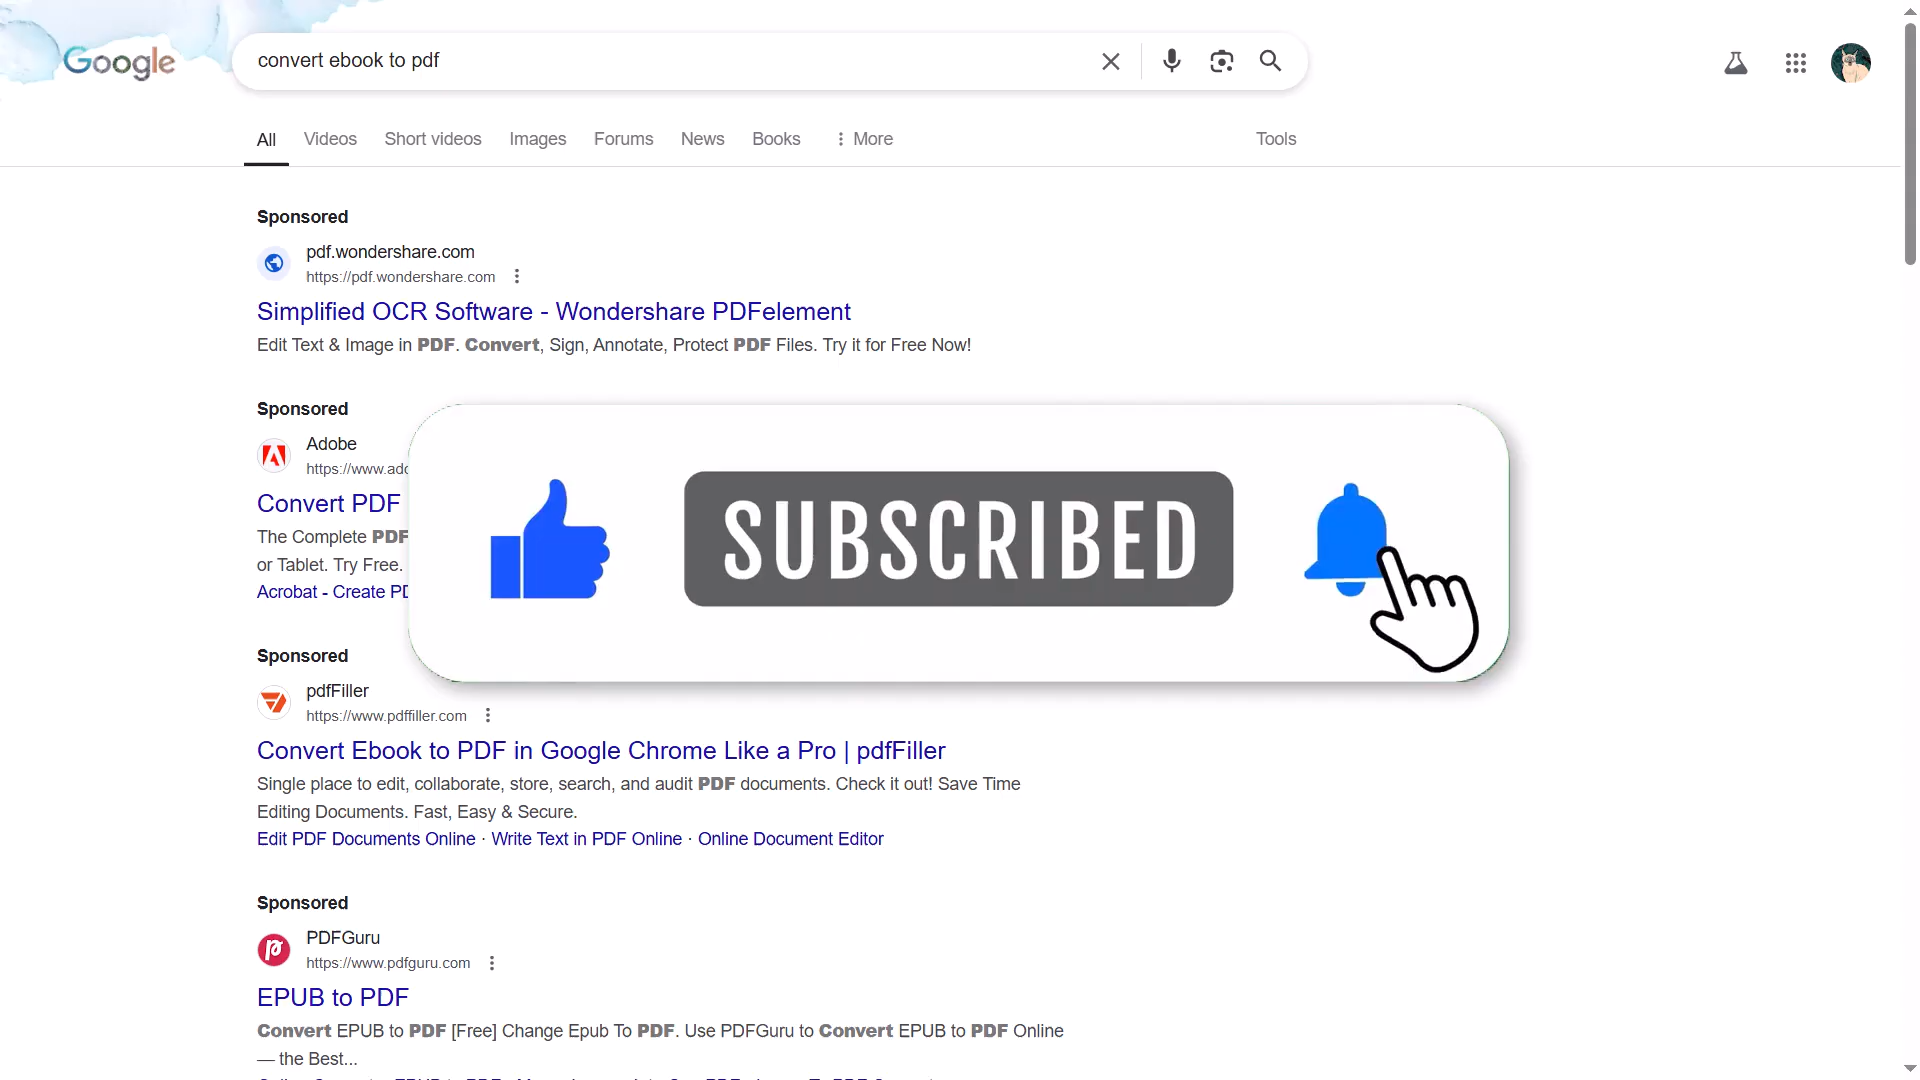 Google
convert ebook to pdf
All Videos Short videos Images Forums News Books More Tools
Sponsored
pdf.wondershare.com
https://pdf.wondershare.com
Simplified OCR Software - Wondershare PDFelement
Edit Text & Image in PDF. Convert, Sign, Annotate, Protect PDF Files. Try it for Free Now!
Sponsored
Adobe
https://www.ado
Convert PDF
The Complete PDF
or Tablet. Try Free.
Acrobat - Create PD
SUBSCRIBED
Sponsored
pdfFiller
https://www.pdffiller.com
Convert Ebook to PDF in Google Chrome Like a Pro | pdfFiller
Single place to edit, collaborate, store, search, and audit PDF documents. Check it out! Save Time
Editing Documents. Fast, Easy & Secure.
Edit PDF Documents Online · Write Text in PDF Online · Online Document Editor
Sponsored
PDFGuru
https://www.pdfguru.com
EPUB to PDF
Convert EPUB to PDF [Free] Change Epub To PDF. Use PDFGuru to Convert EPUB to PDF Online
— the Best...